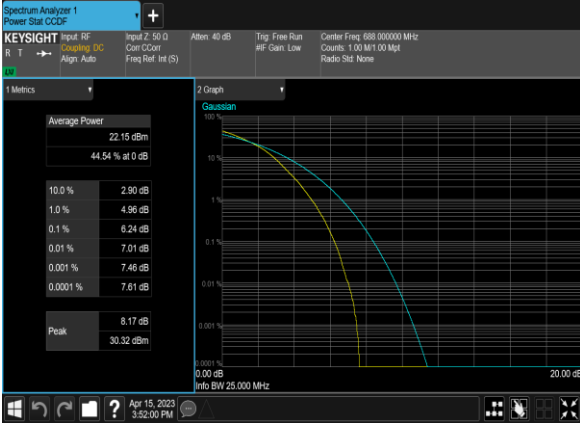 Spectrum Analyzer 1
Power Stat CCDF
+
KEYSIGHT
R T
Input: RF
Coupling: DC
Align: Auto
Input Z: 50 Ω
Corr CCorr
Freq Ref: Int (S)
Atten: 40 dB
Trig: Free Run
#IF Gain: Low
Center Freq: 688.000000 MHz
Counts: 1.00 M/1.00 Mpt
Radio Std: None
1 Metrics
Average Power
22.15 dBm
44.54 % at 0 dB
10.0 % 2.90 dB
1.0 % 4.96 dB
0.1 % 6.24 dB
0.01 % 7.01 dB
0.001 % 7.46 dB
0.0001 % 7.61 dB
Peak
8.17 dB
30.32 dBm
2 Graph
Gaussian
100 %
10 %
1 %
0.1 %
0.01 %
0.001 %
0.0001 %
0.00 dB
20.00 dB
Info BW 25.000 MHz
?
Apr 15, 2023
3:52:00 PM